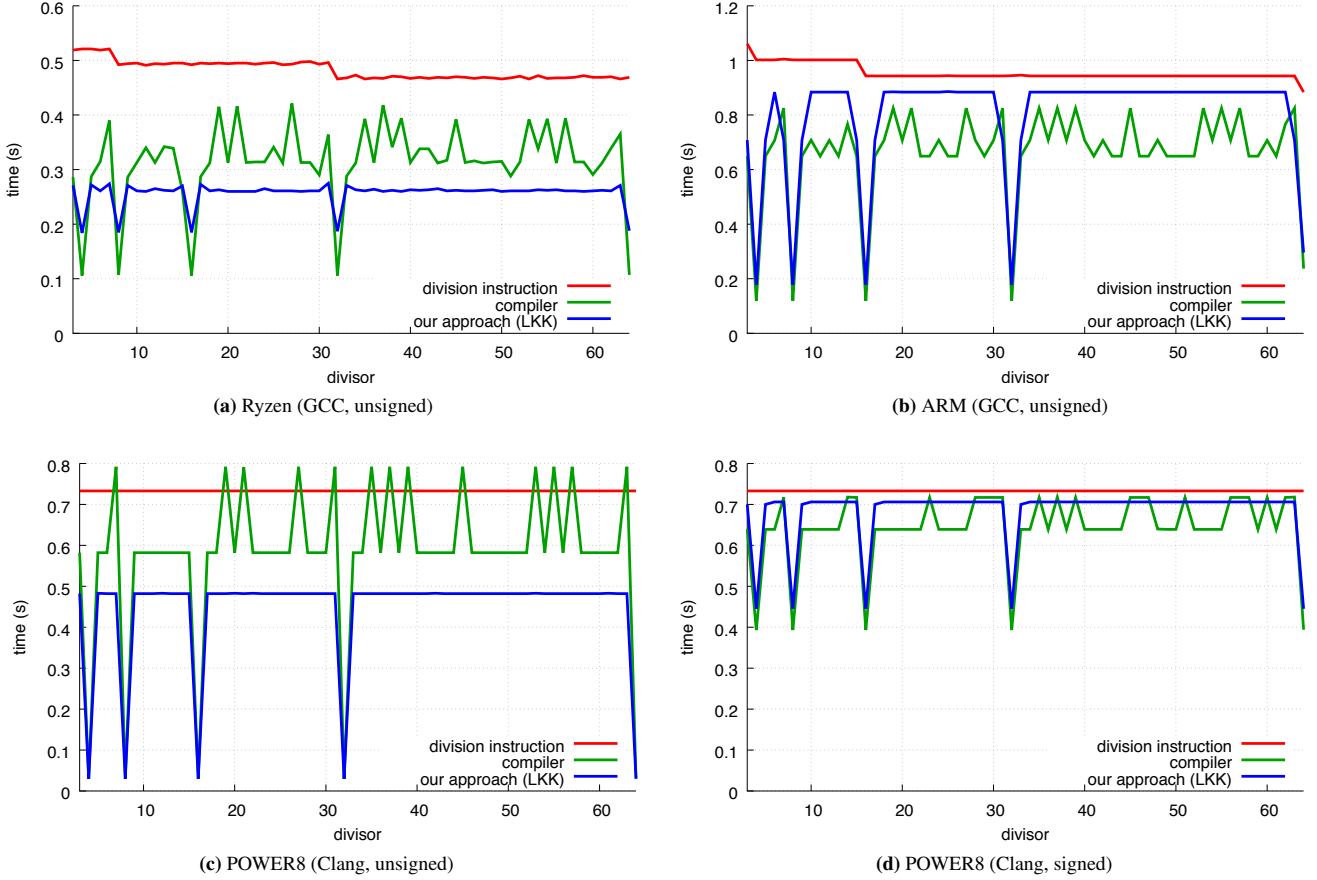 0.6
0.5
0.4
0.3
0.2
0.1
0
time (s)
10 20 30 40 50 60
divisor
division instruction
compiler
our approach (LKK)
(a) Ryzen (GCC, unsigned)
1.2
1
0.8
0.6
0.4
0.2
0
time (s)
10 20 30 40 50 60
divisor
division instruction
compiler
our approach (LKK)
(b) ARM (GCC, unsigned)
0.8
0.7
0.6
0.5
0.4
0.3
0.2
0.1
0
time (s)
10 20 30 40 50 60
divisor
division instruction
compiler
our approach (LKK)
(c) POWER8 (Clang, unsigned)
0.8
0.7
0.6
0.5
0.4
0.3
0.2
0.1
0
time (s)
10 20 30 40 50 60
divisor
division instruction
compiler
our approach (LKK)
(d) POWER8 (Clang, signed)